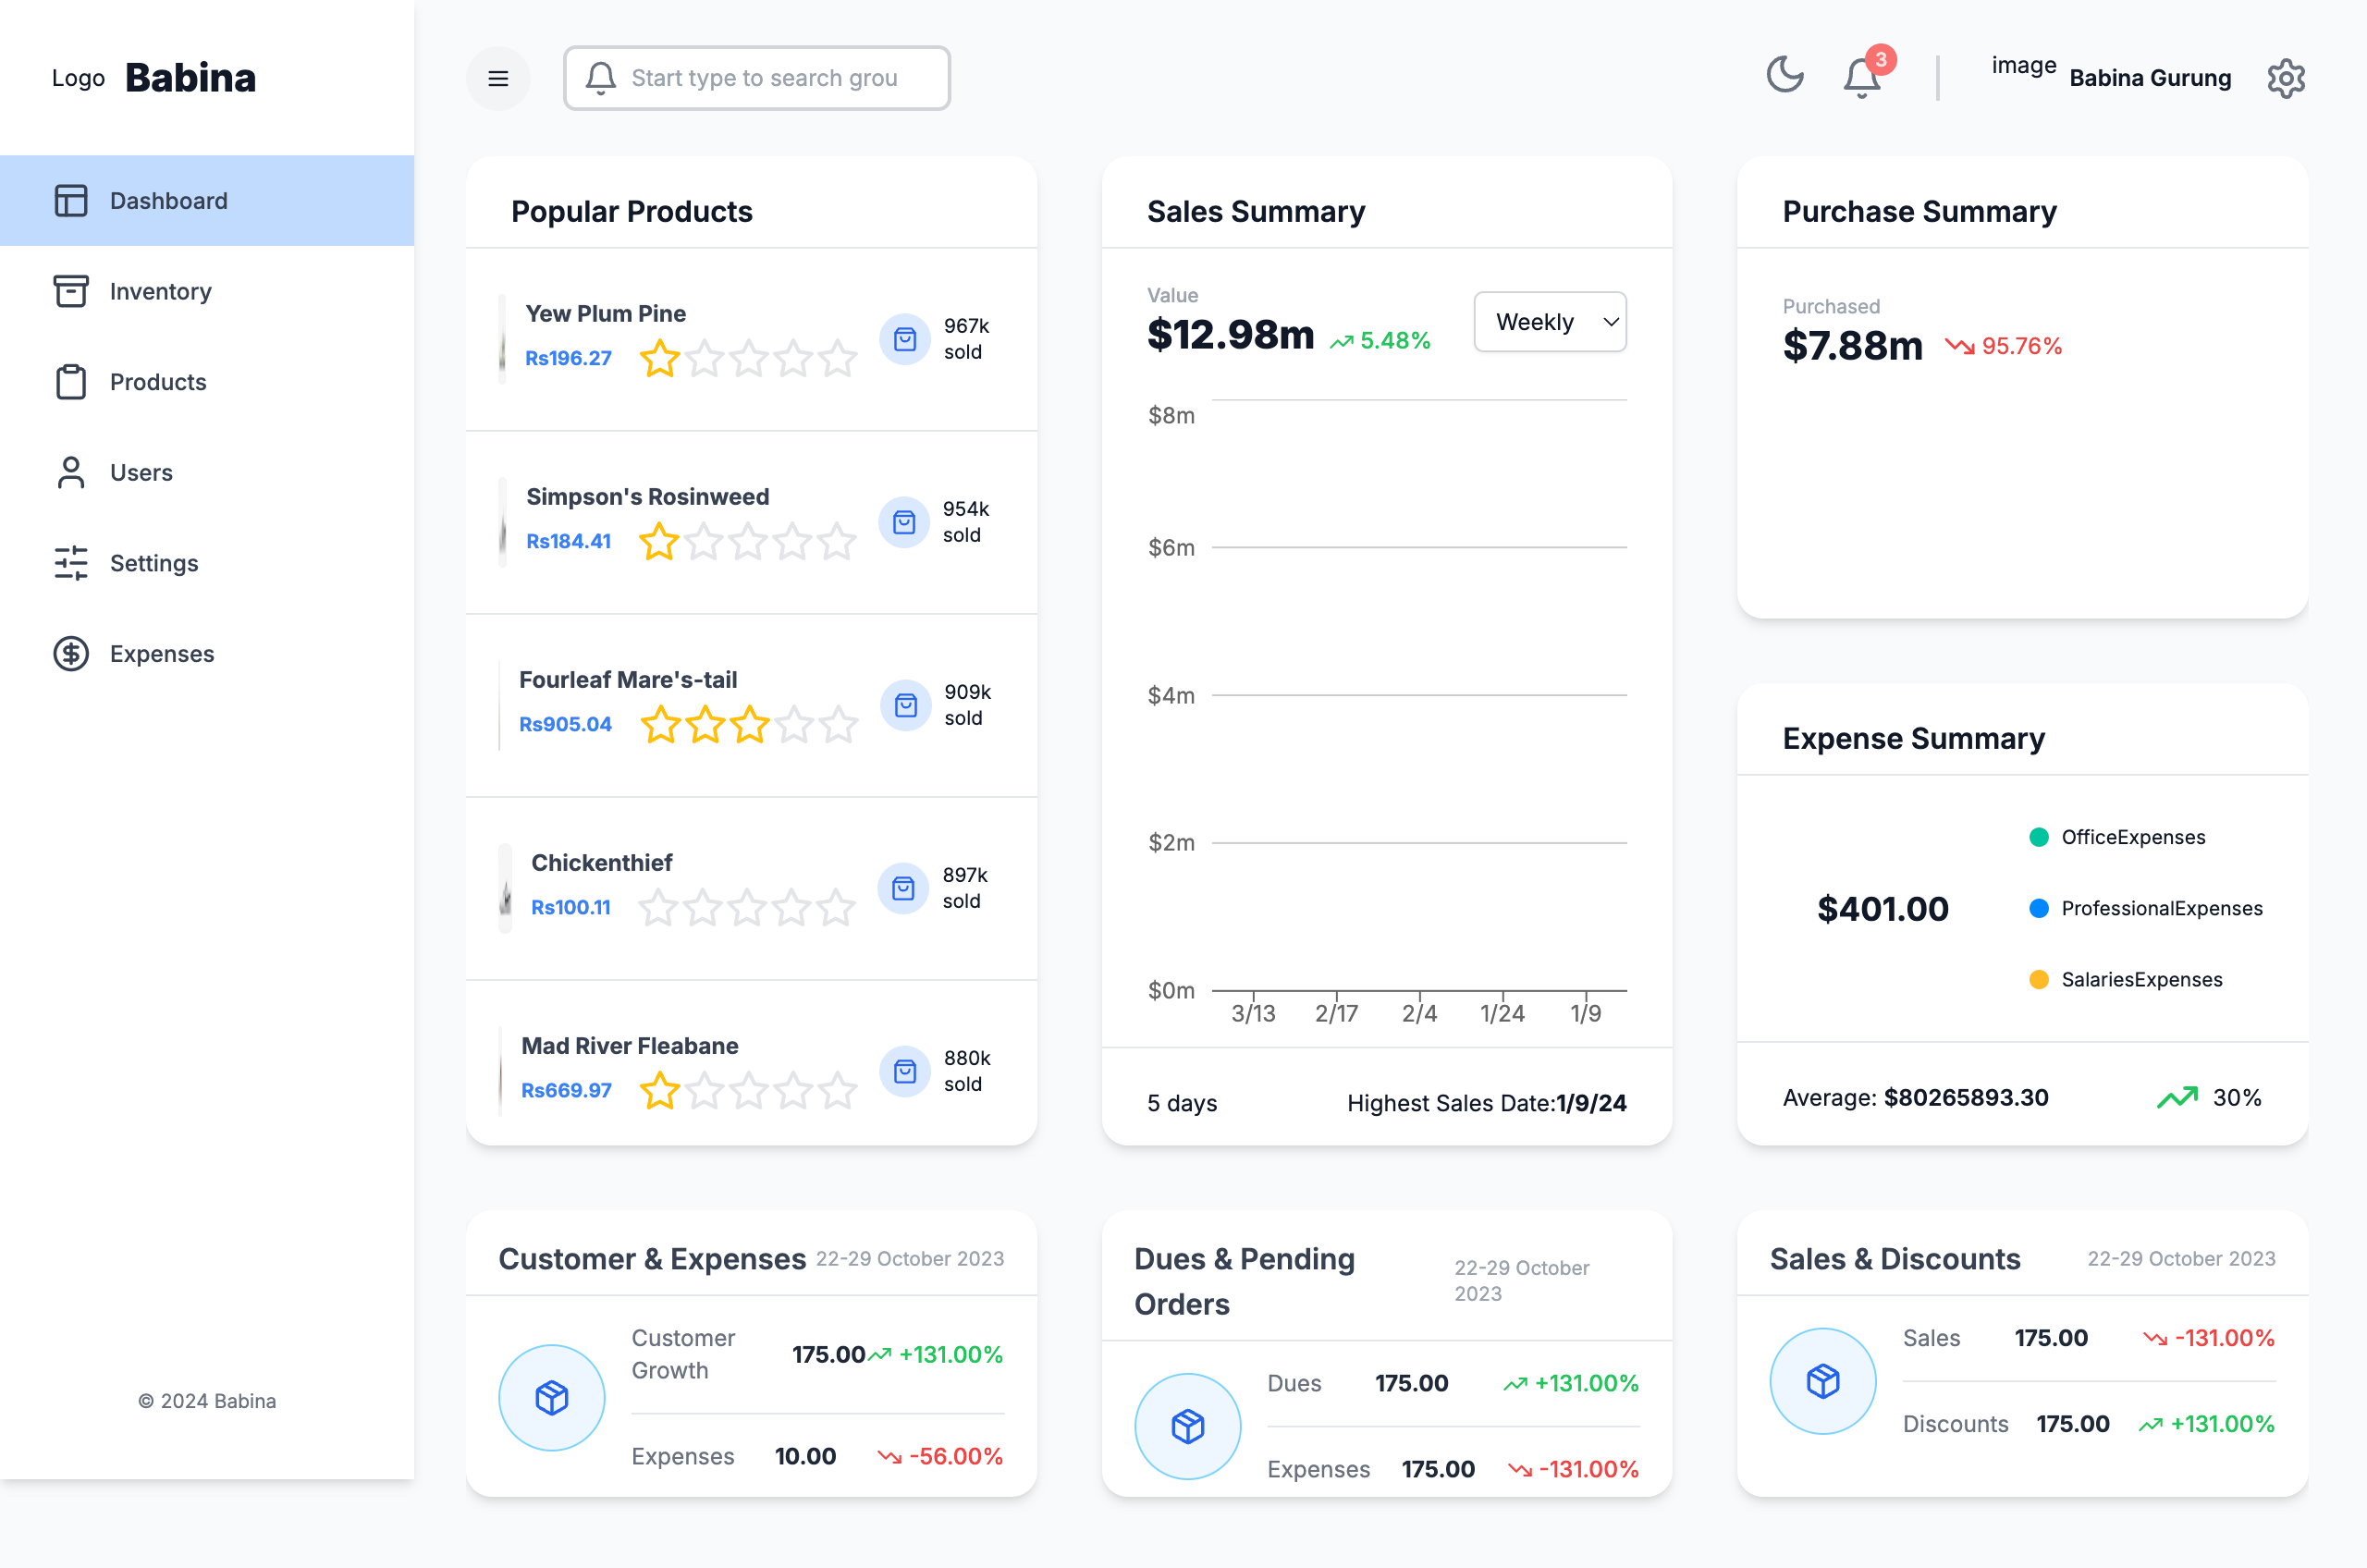 Logo Babina
Dashboard
Inventory
Products
Users
Settings
Expenses
© 2024 Babina
Start type to search grou
3
image
Babina Gurung
Popular Products
Yew Plum Pine
Rs196.27
967k
sold
Simpson's Rosinweed
Rs184.41
954k
sold
Fourleaf Mare's-tail
Rs905.04
909k
sold
Chickenthief
Rs100.11
897k
sold
Mad River Fleabane
Rs669.97
880k
sold
Sales Summary
Value
$12.98m 5.48%
Weekly
$8m
$6m
$4m
$2m
$0m
3/13 2/17 2/4 1/24 1/9
5 days Highest Sales Date:1/9/24
Purchase Summary
Purchased
$7.88m 95.76%
Expense Summary
$401.00
OfficeExpenses
ProfessionalExpenses
SalariesExpenses
Average: $80265893.30 30%
Customer & Expenses 22-29 October 2023
Customer
Growth
175.00 +131.00%
Expenses 10.00 -56.00%
Dues & Pending
Orders
22-29 October
2023
Dues 175.00 +131.00%
Expenses 175.00 -131.00%
Sales & Discounts 22-29 October 2023
Sales 175.00 -131.00%
Discounts 175.00 +131.00%